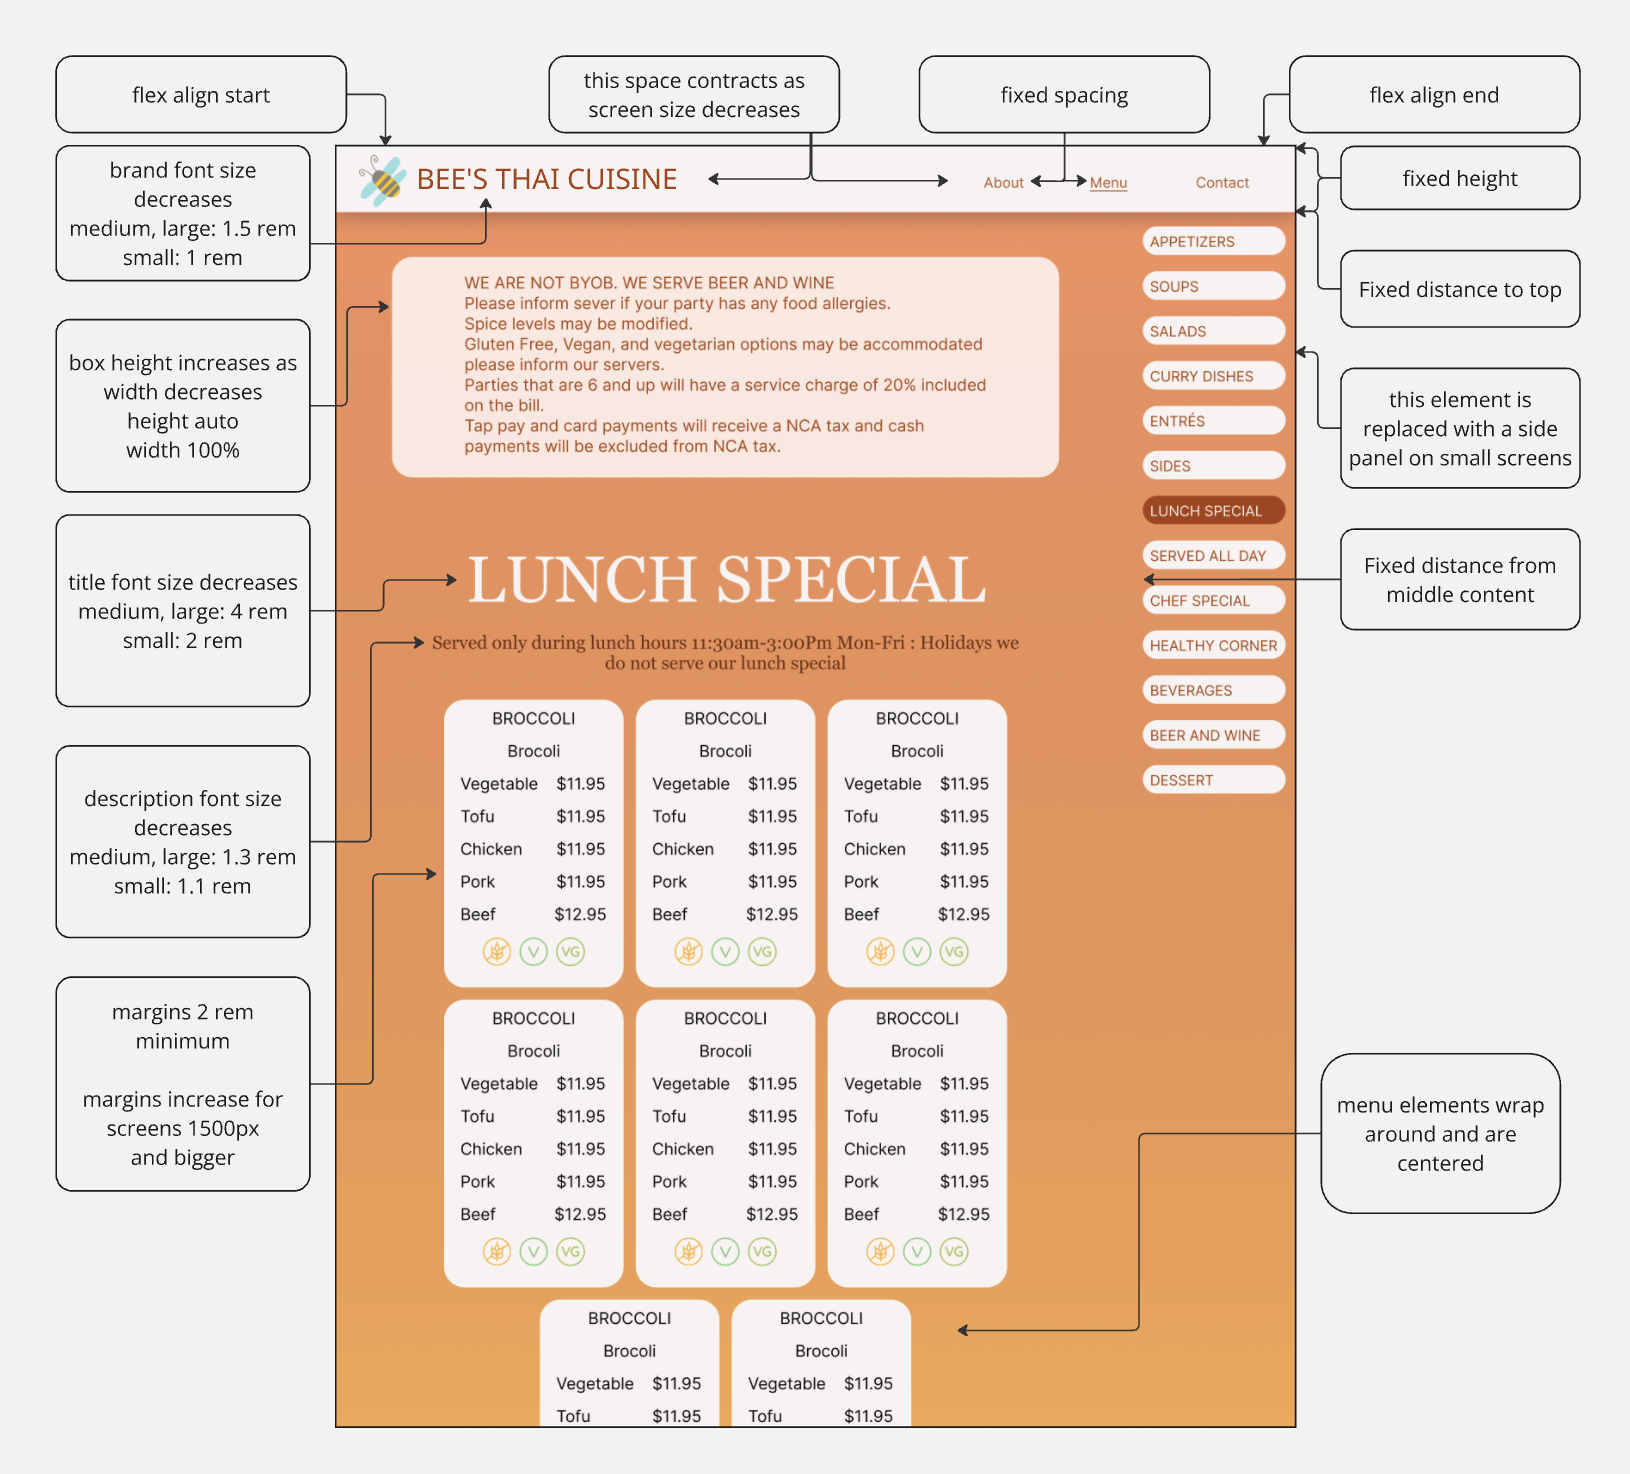 flex align start
this space contracts as
screen size decreases
fixed spacing
flex align end
brand font size
decreases
medium, large: 1.5 rem
small: 1 rem
BEE'S THAI CUISINE
About
Menu
Contact
fixed height
Fixed distance to top
box height increases as
width decreases
height auto
width 100%
WE ARE NOT BYOB. WE SERVE BEER AND WINE
Please inform sever if your party has any food allergies.
Spice levels may be modified.
Gluten Free, Vegan, and vegetarian options may be accommodated
please inform our servers.
Parties that are 6 and up will have a service charge of 20% included
on the bill.
Tap pay and card payments will receive a NCA tax and cash
payments will be excluded from NCA tax.
APPETIZERS
SOUPS
SALADS
CURRY DISHES
ENTRÉS
SIDES
LUNCH SPECIAL
SERVED ALL DAY
CHEF SPECIAL
HEALTHY CORNER
BEVERAGES
BEER AND WINE
DESSERT
this element is
replaced with a side
panel on small screens
Fixed distance from
middle content
title font size decreases
medium, large: 4 rem
small: 2 rem
LUNCH SPECIAL
description font size
decreases
medium, large: 1.3 rem
small: 1.1 rem
Served only during lunch hours 11:30am-3:00Pm Mon-Fri : Holidays we
do not serve our lunch special
margins 2 rem
minimum
margins increase for
screens 1500px
and bigger
BROCCOLI
Brocoli
Vegetable $11.95
Tofu $11.95
Chicken $11.95
Pork $11.95
Beef $12.95
V VG
BROCCOLI
Brocoli
Vegetable $11.95
Tofu $11.95
Chicken $11.95
Pork $11.95
Beef $12.95
V VG
BROCCOLI
Brocoli
Vegetable $11.95
Tofu $11.95
Chicken $11.95
Pork $11.95
Beef $12.95
V VG
BROCCOLI
Brocoli
Vegetable $11.95
Tofu $11.95
Chicken $11.95
Pork $11.95
Beef $12.95
V VG
BROCCOLI
Brocoli
Vegetable $11.95
Tofu $11.95
Chicken $11.95
Pork $11.95
Beef $12.95
V VG
BROCCOLI
Brocoli
Vegetable $11.95
Tofu $11.95
Chicken $11.95
Pork $11.95
Beef $12.95
V VG
BROCCOLI
Brocoli
Vegetable $11.95
Tofu $11.95
BROCCOLI
Brocoli
Vegetable $11.95
Tofu $11.95
menu elements wrap
around and are
centered